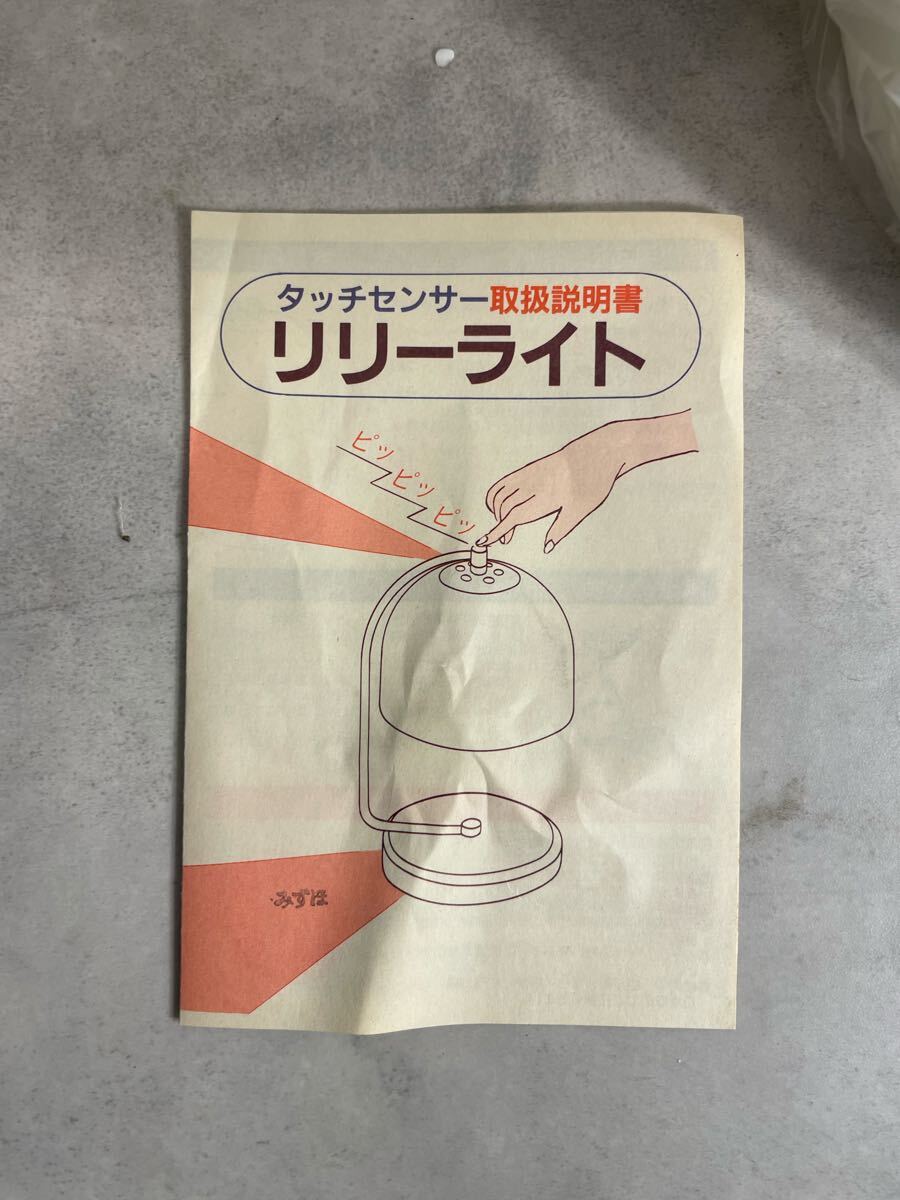 タッチセンサー取扱説明書
リリーライト
ピッ
ピッ
ピッ
みずほ